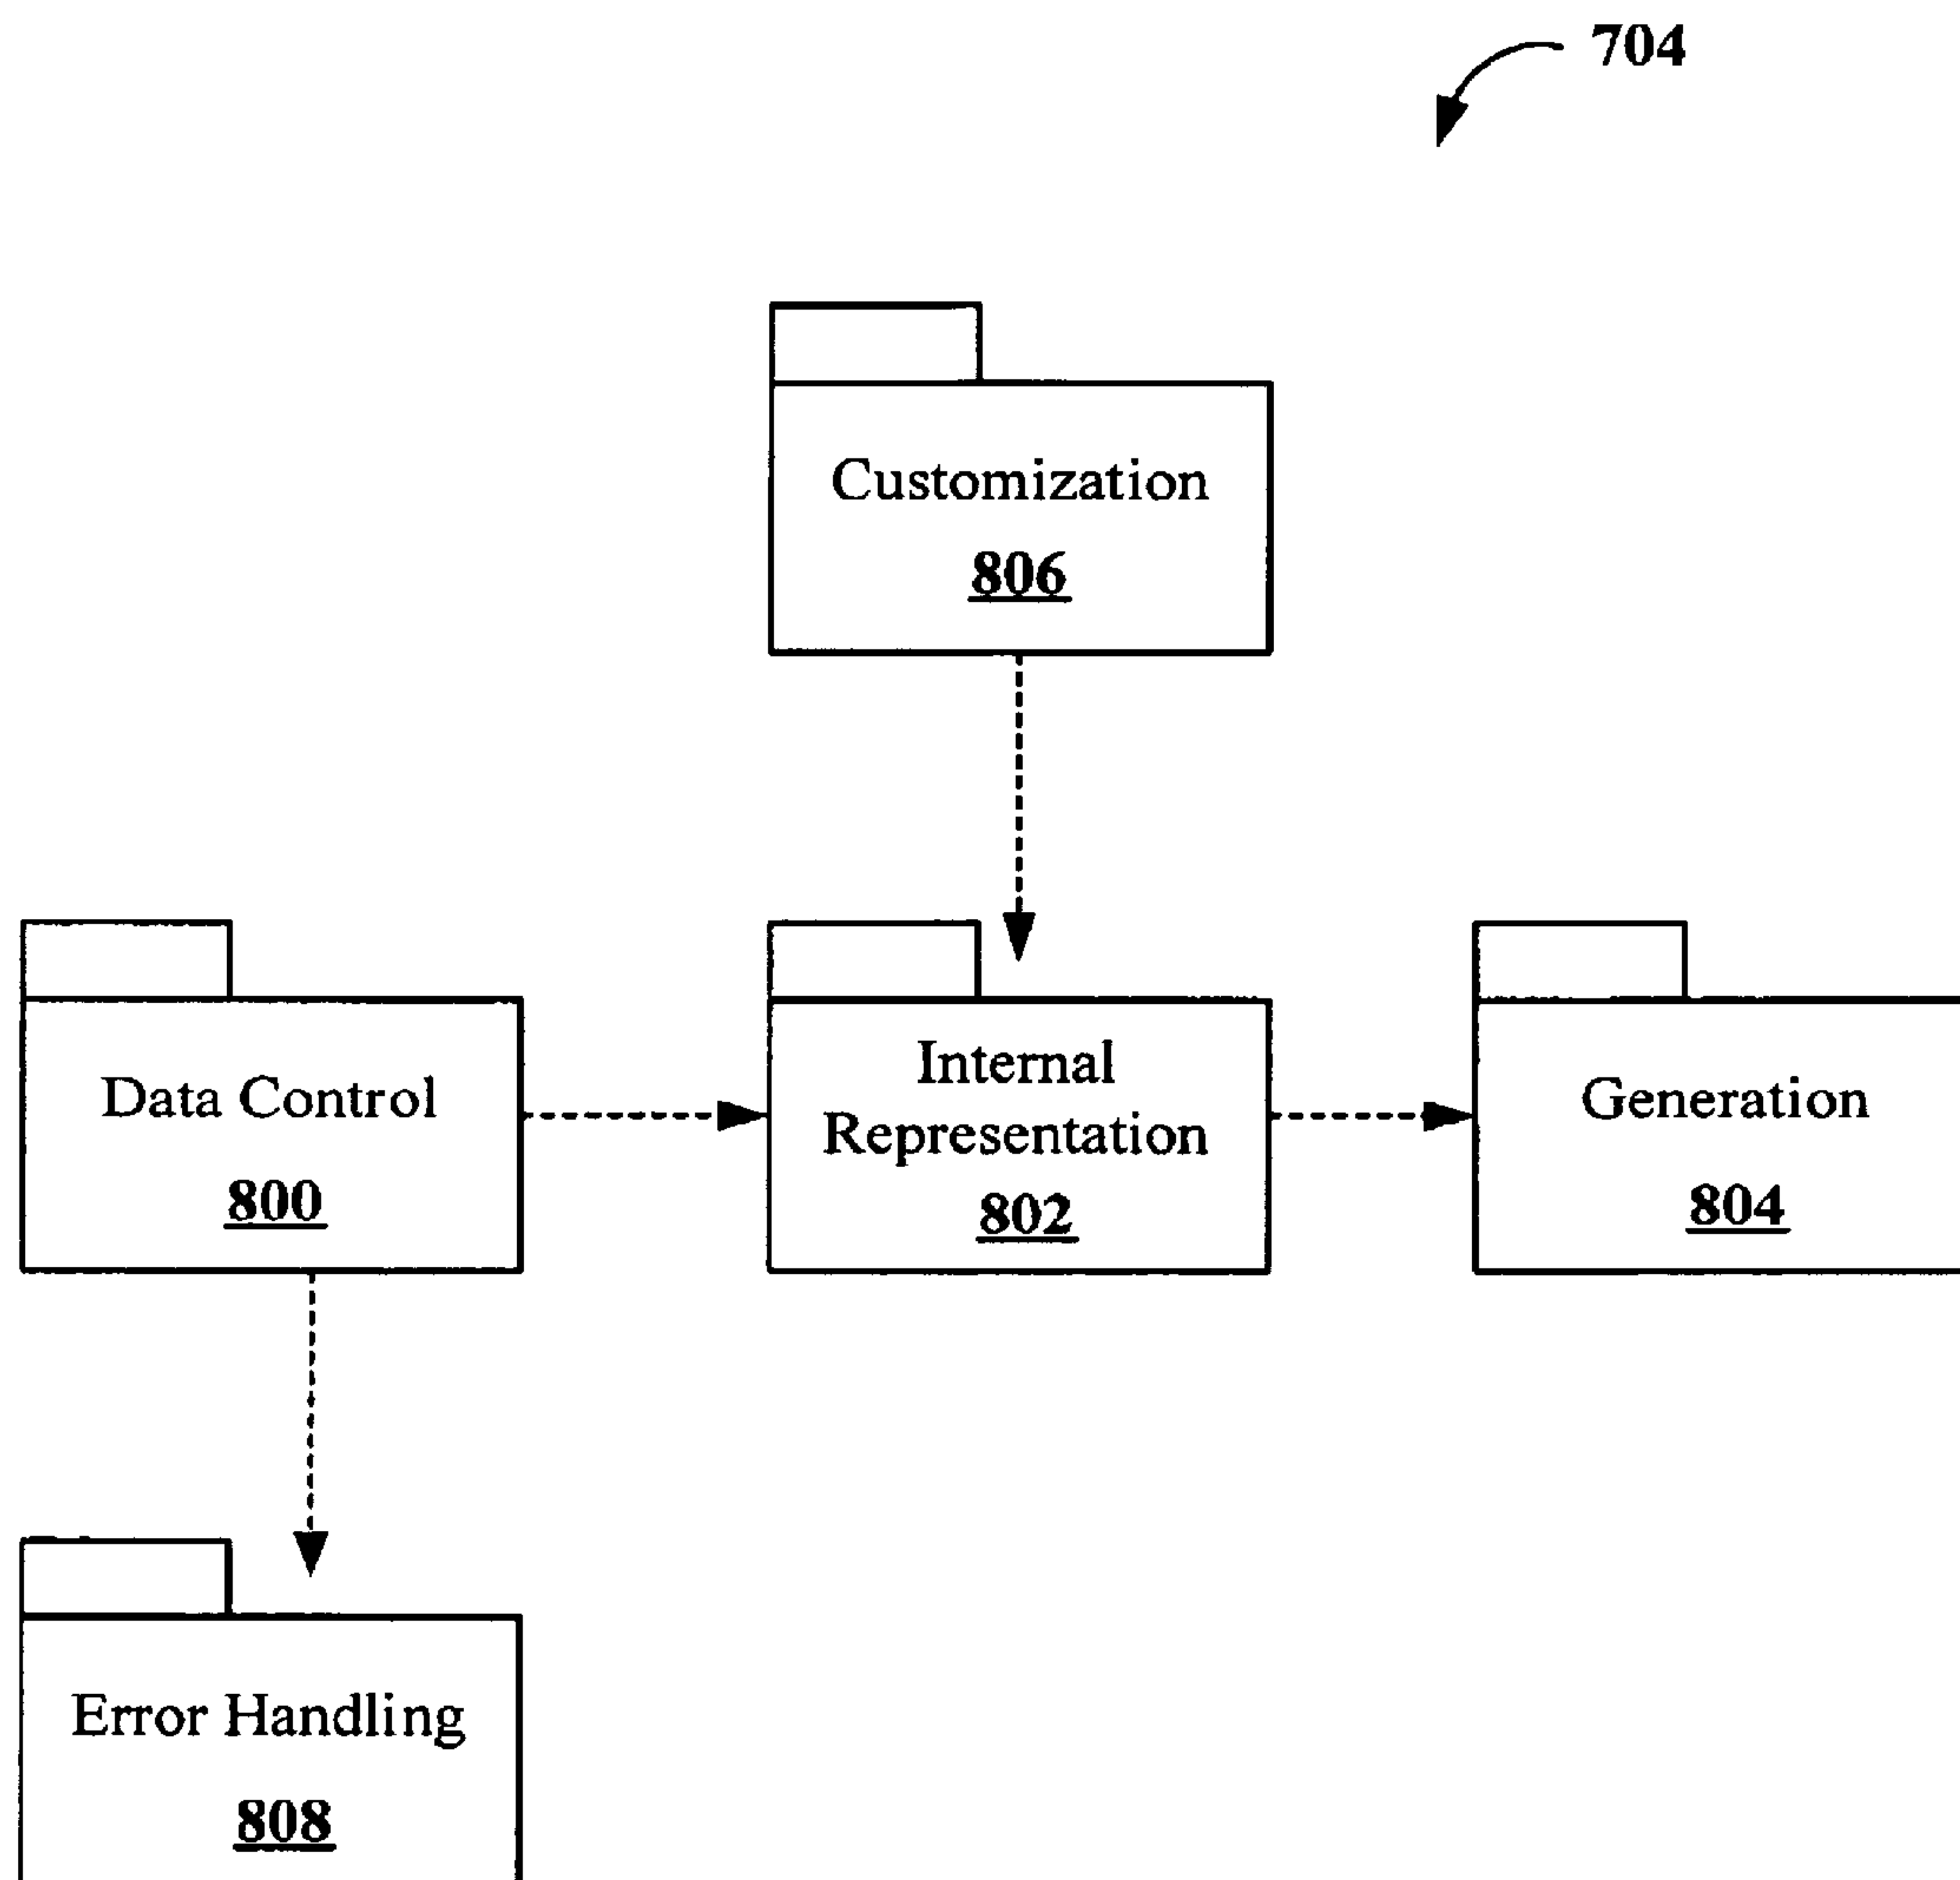 704
Customization
806
Data Control
800
Internal
Representation
802
Generation
804
Error Handling
808